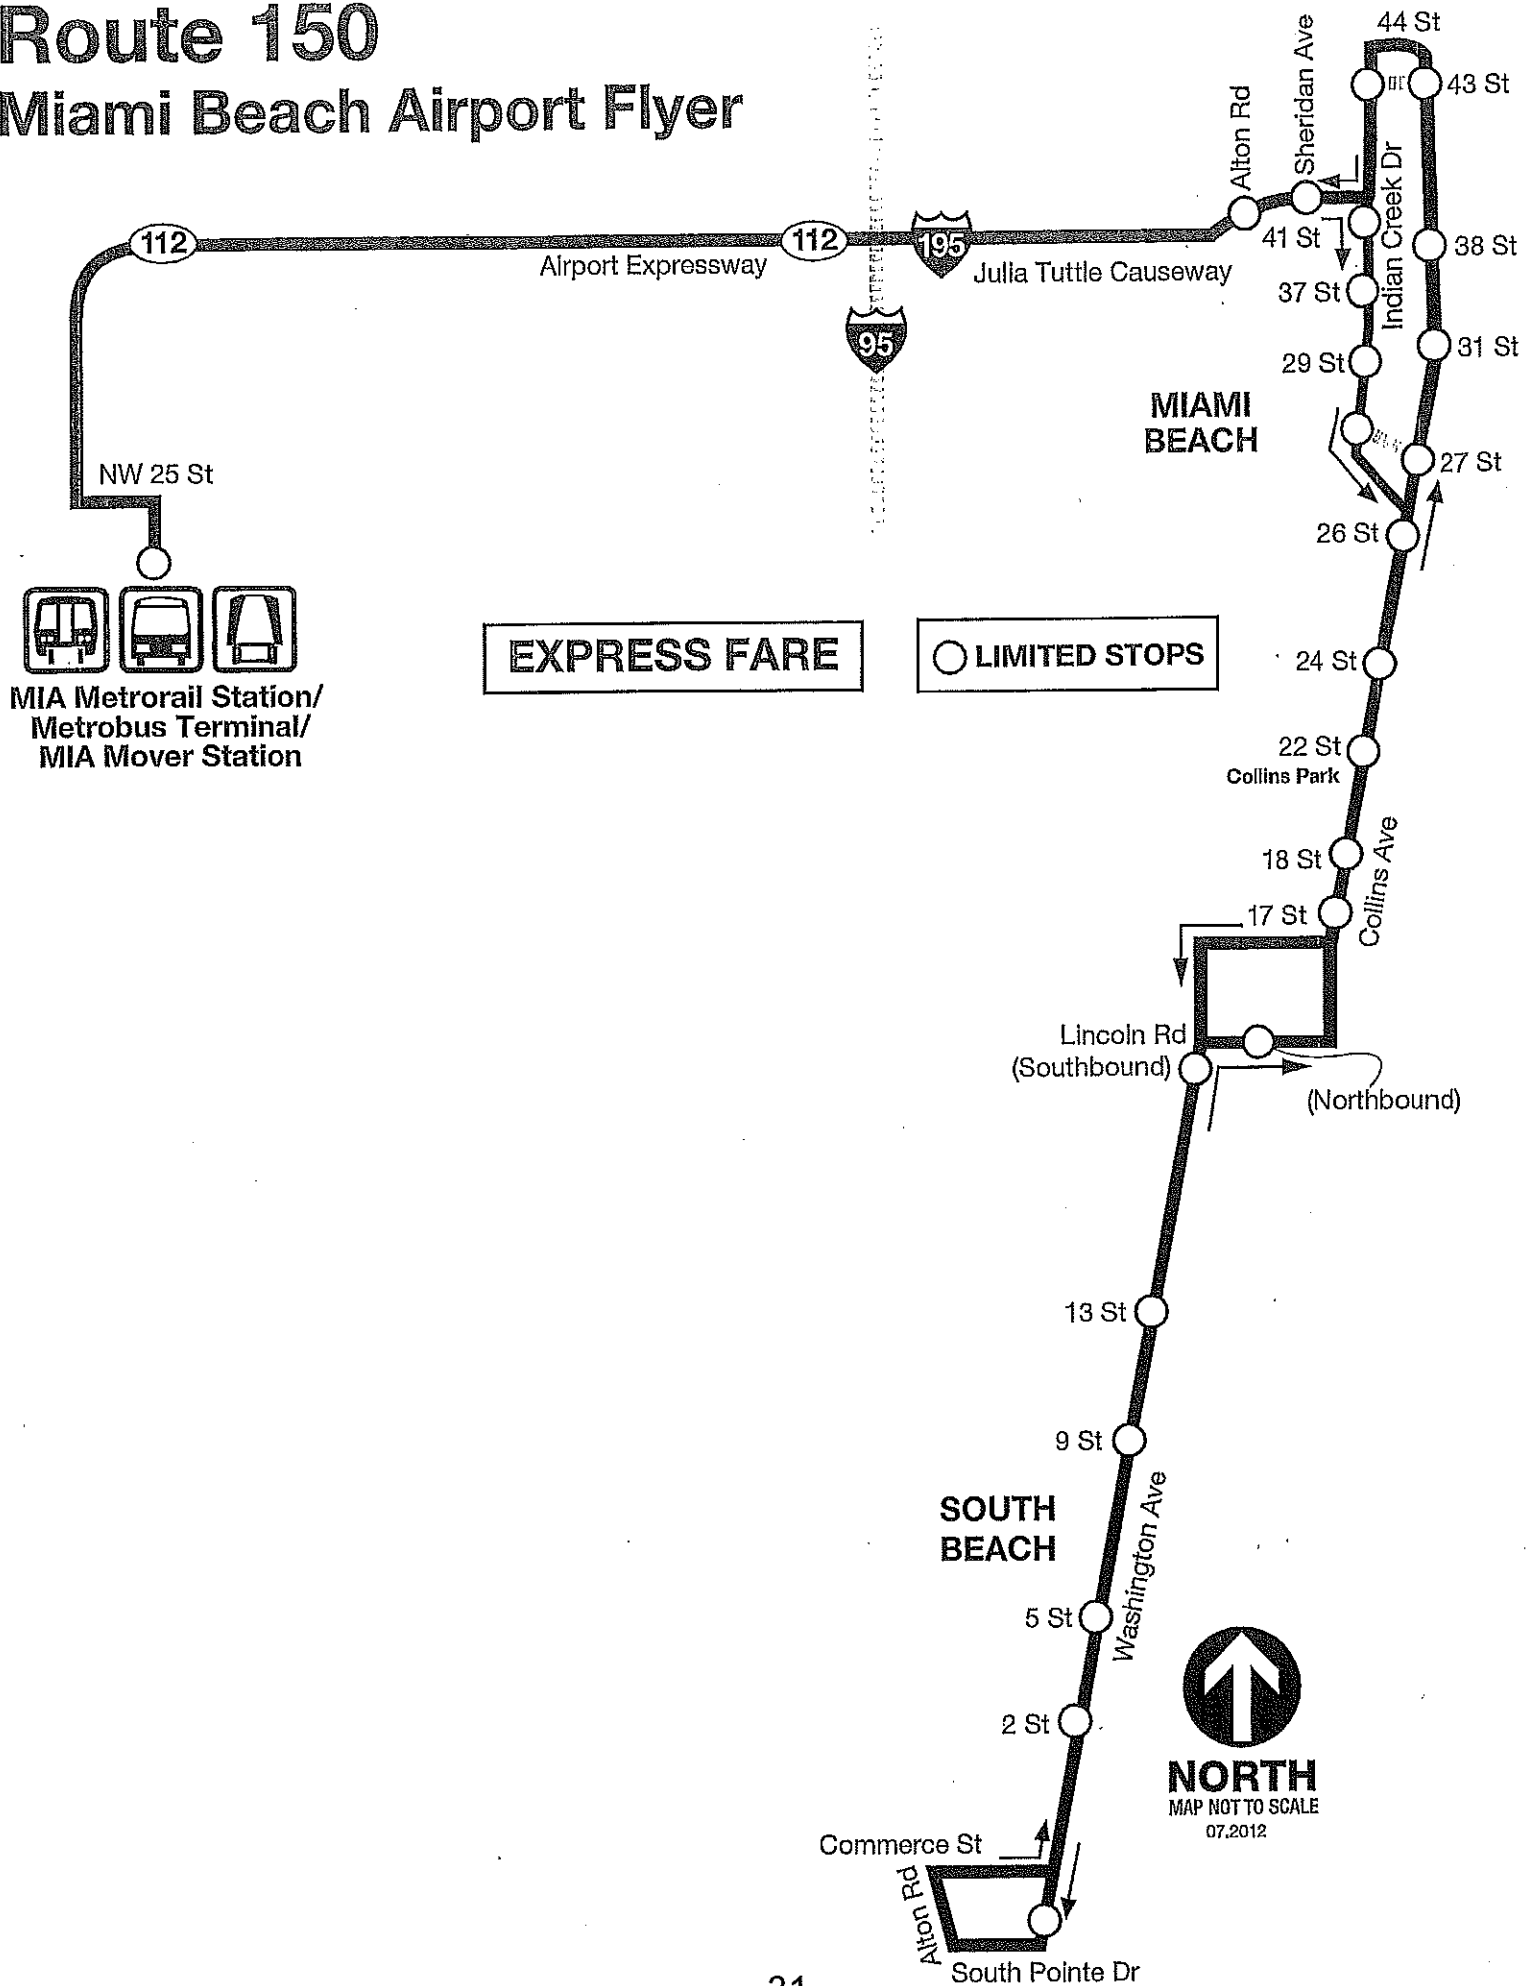 Route 150
Miami Beach Airport Flyer
44 St
43 St
Sheridan Ave
Alton Rd
Indian Creek Dr
112
Airport Expressway
112
195
Julia Tuttle Causeway
95
41 St
38 St
37 St
31 St
29 St
MIAMI
BEACH
27 St
26 St
NW 25 St
MIA Metrorail Station/
Metrobus Terminal/
MIA Mover Station
EXPRESS FARE
LIMITED STOPS
24 St
22 St
Collins Park
18 St
Collins Ave
17 St
Lincoln Rd
(Southbound)
(Northbound)
13 St
9 St
SOUTH
BEACH
Washington Ave
5 St
2 St
NORTH
MAP NOT TO SCALE
07.2012
Commerce St
Alton Rd
South Pointe Dr